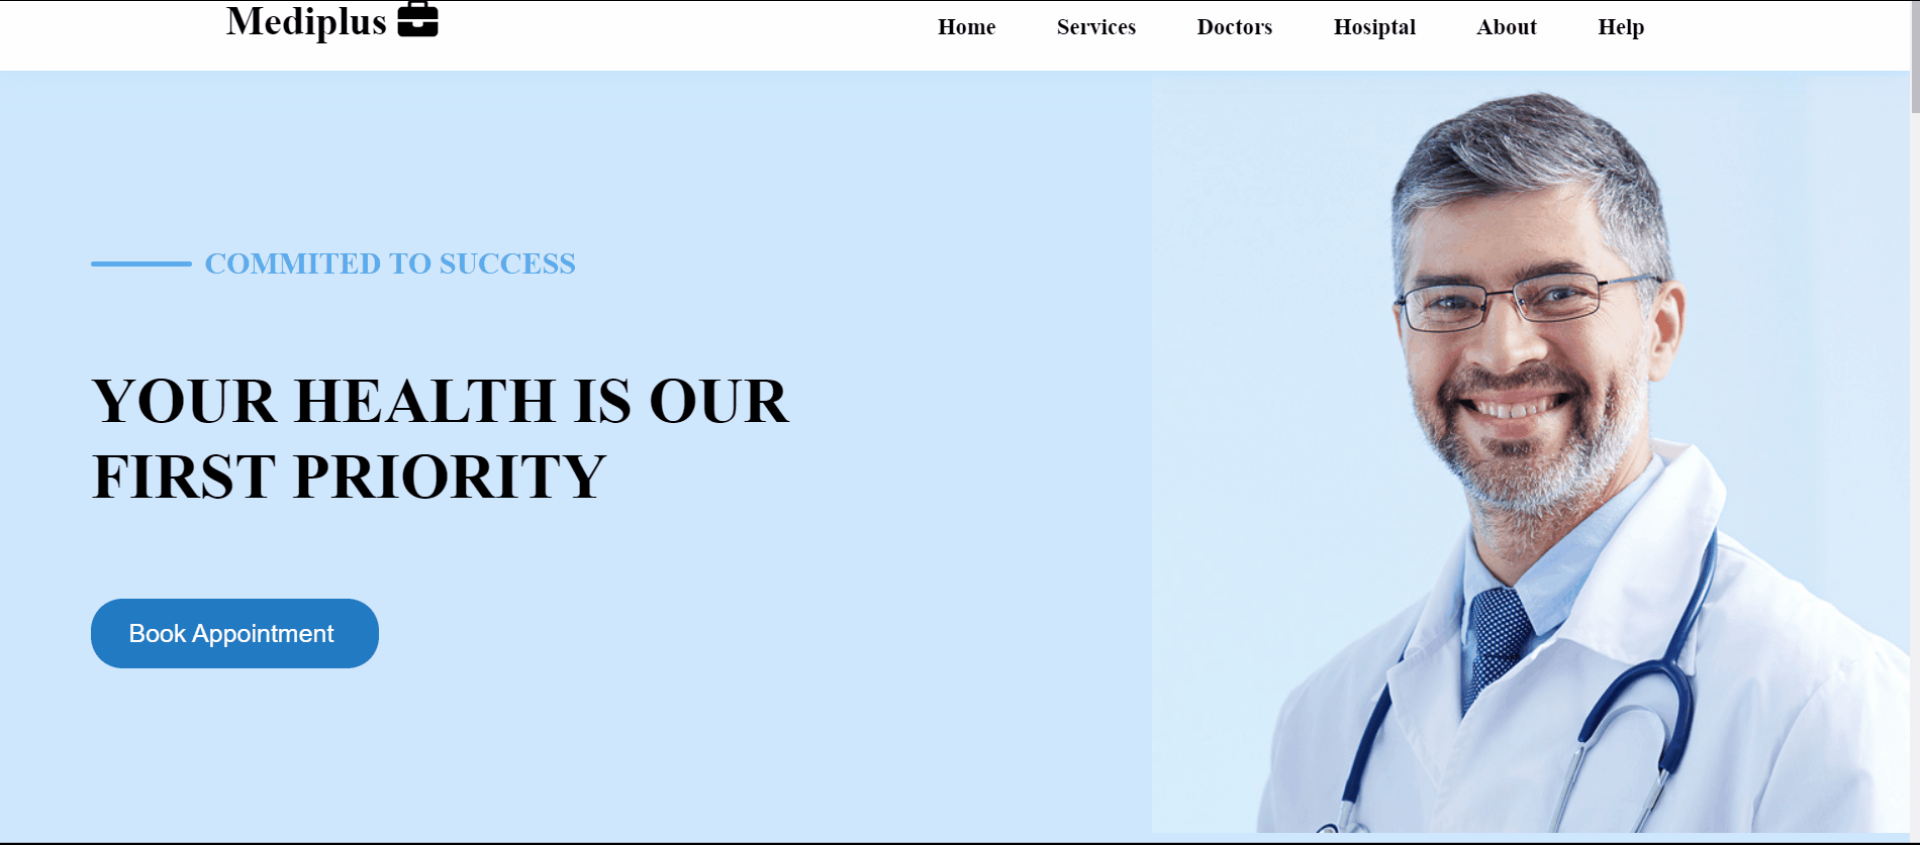 Mediplus
Home Services Doctors Hosiptal About Help
COMMITED TO SUCCESS
YOUR HEALTH IS OUR
FIRST PRIORITY
Book Appointment